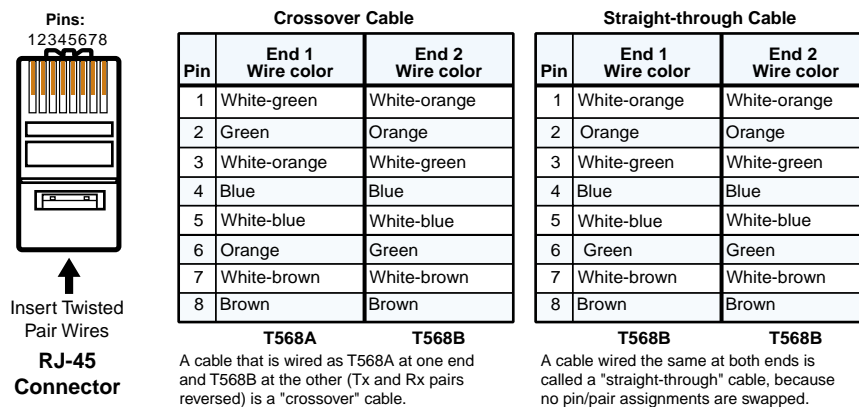 Pins:
12345678
Insert Twisted
Pair Wires
RJ-45
Connector
Crossover Cable
Pin End 1 Wire color End 2 Wire color
1 White-green White-orange
2 Green Orange
3 White-orange White-green
4 Blue Blue
5 White-blue White-blue
6 Orange Green
7 White-brown White-brown
8 Brown Brown
T568A T568B
A cable that is wired as T568A at one end
and T568B at the other (Tx and Rx pairs
reversed) is a "crossover" cable.
Straight-through Cable
Pin End 1 Wire color End 2 Wire color
1 White-orange White-orange
2 Orange Orange
3 White-green White-green
4 Blue Blue
5 White-blue White-blue
6 Green Green
7 White-brown White-brown
8 Brown Brown
T568B T568B
A cable wired the same at both ends is
called a "straight-through" cable, because
no pin/pair assignments are swapped.